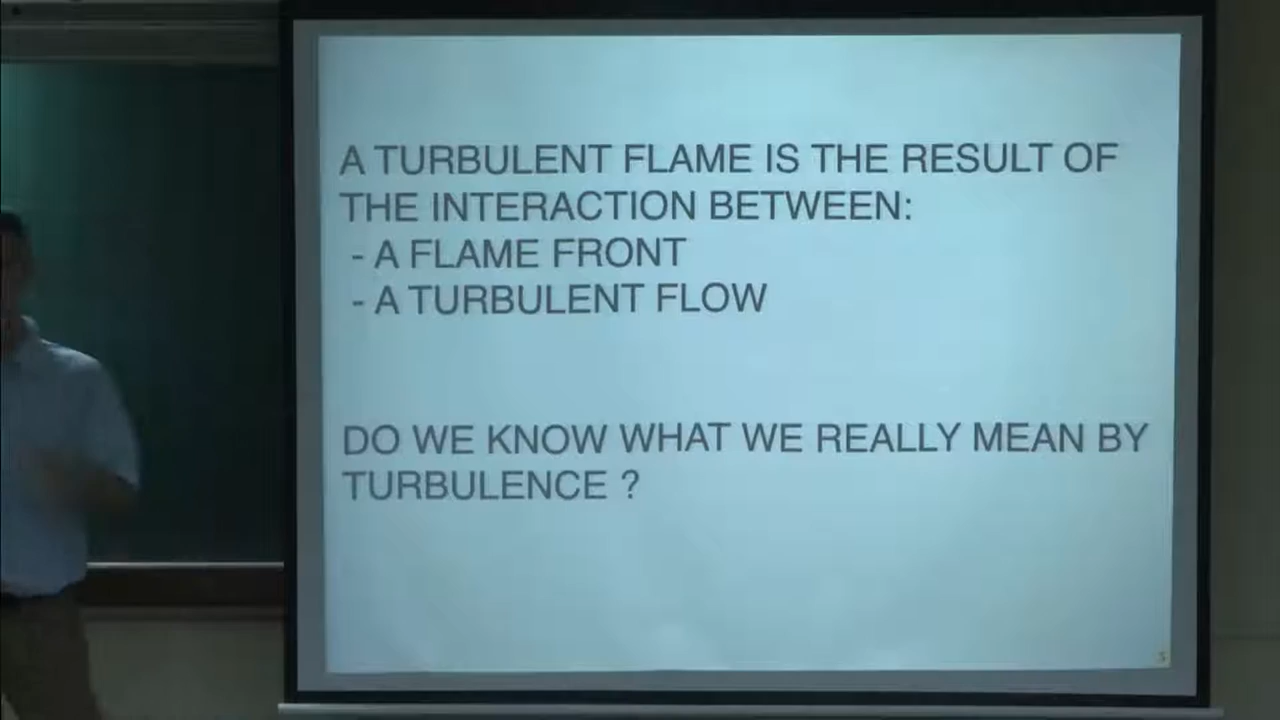 A TURBULENT FLAME IS THE RESULT OF
THE INTERACTION BETWEEN:
- A FLAME FRONT
- A TURBULENT FLOW
DO WE KNOW WHAT WE REALLY MEAN BY
TURBULENCE ?